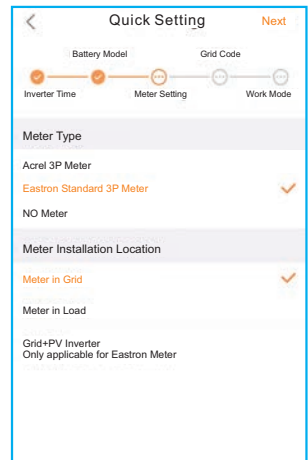 Quick Setting
Next
Battery Model
Grid Code
Inverter Time
Meter Setting
Work Mode
Meter Type
Acrel 3P Meter
Eastron Standard 3P Meter
NO Meter
Meter Installation Location
Meter in Grid
Meter in Load
Grid+PV Inverter
Only applicable for Eastron Meter